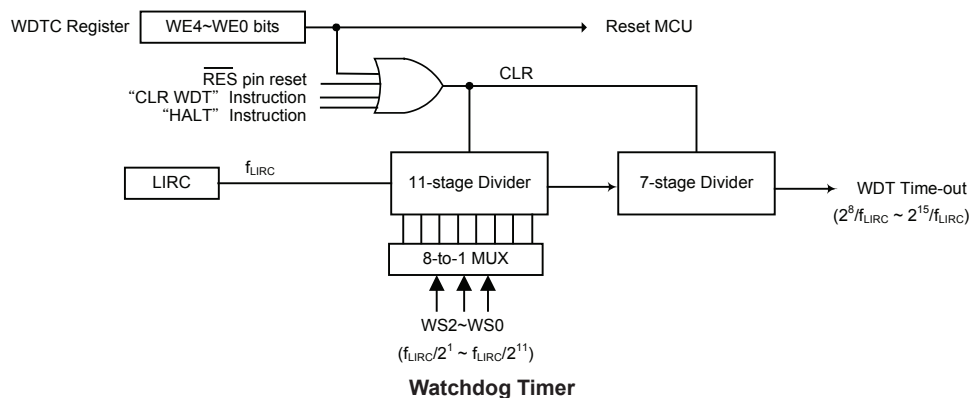 WDTC Register WE4~WE0 bits Reset MCU
RES pin reset
CLR
“CLR WDT” Instruction
“HALT” Instruction
fLIRC
LIRC 11-stage Divider 7-stage Divider WDT Time-out
(2^8/fLIRC ~ 2^15/fLIRC)
8-to-1 MUX
WS2~WS0
(fLIRC/2^1 ~ fLIRC/2^11)
Watchdog Timer